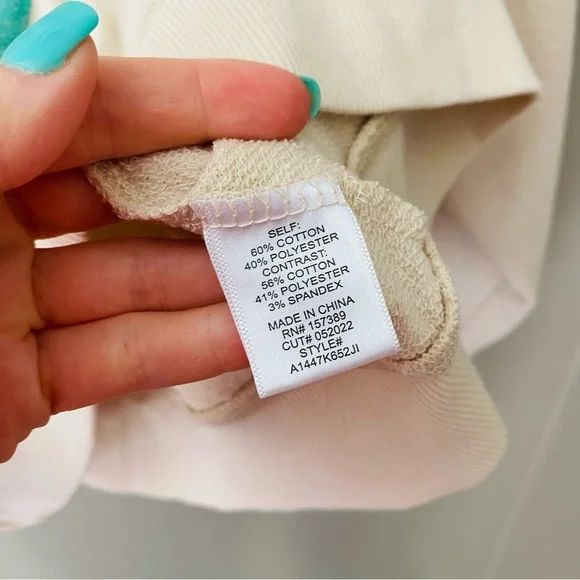 SELF:
60% COTTON
40% POLYESTER
CONTRAST:
56% COTTON
41% POLYESTER
3% SPANDEX
MADE IN CHINA
RN# 157389
CUT# 052022
STYLE#
A1447K652JI